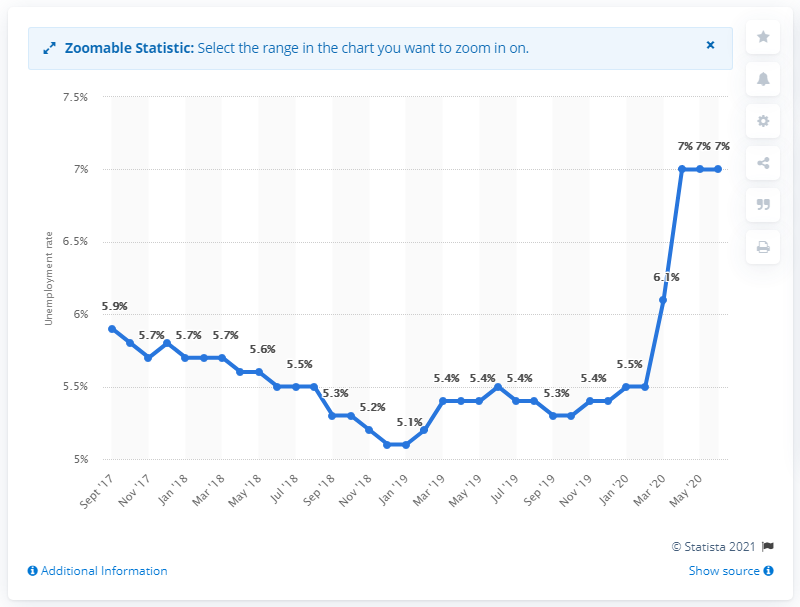 Zoomable Statistic: Select the range in the chart you want to zoom in on.
×
7.5%
7%
6.5%
6%
5.5%
5%
Unemployment rate
5.9%
5.7%
5.7%
5.7%
5.6%
5.5%
5.3%
5.2%
5.1%
5.4%
5.4%
5.4%
5.3%
5.4%
5.5%
6.1%
7% 7% 7%
Sept '17
Nov '17
Jan '18
Mar '18
May '18
Jul '18
Sep '18
Nov '18
Jan '19
Mar '19
May '19
Jul '19
Sep '19
Nov '19
Jan '20
Mar '20
May '20
© Statista 2021
Additional Information
Show source